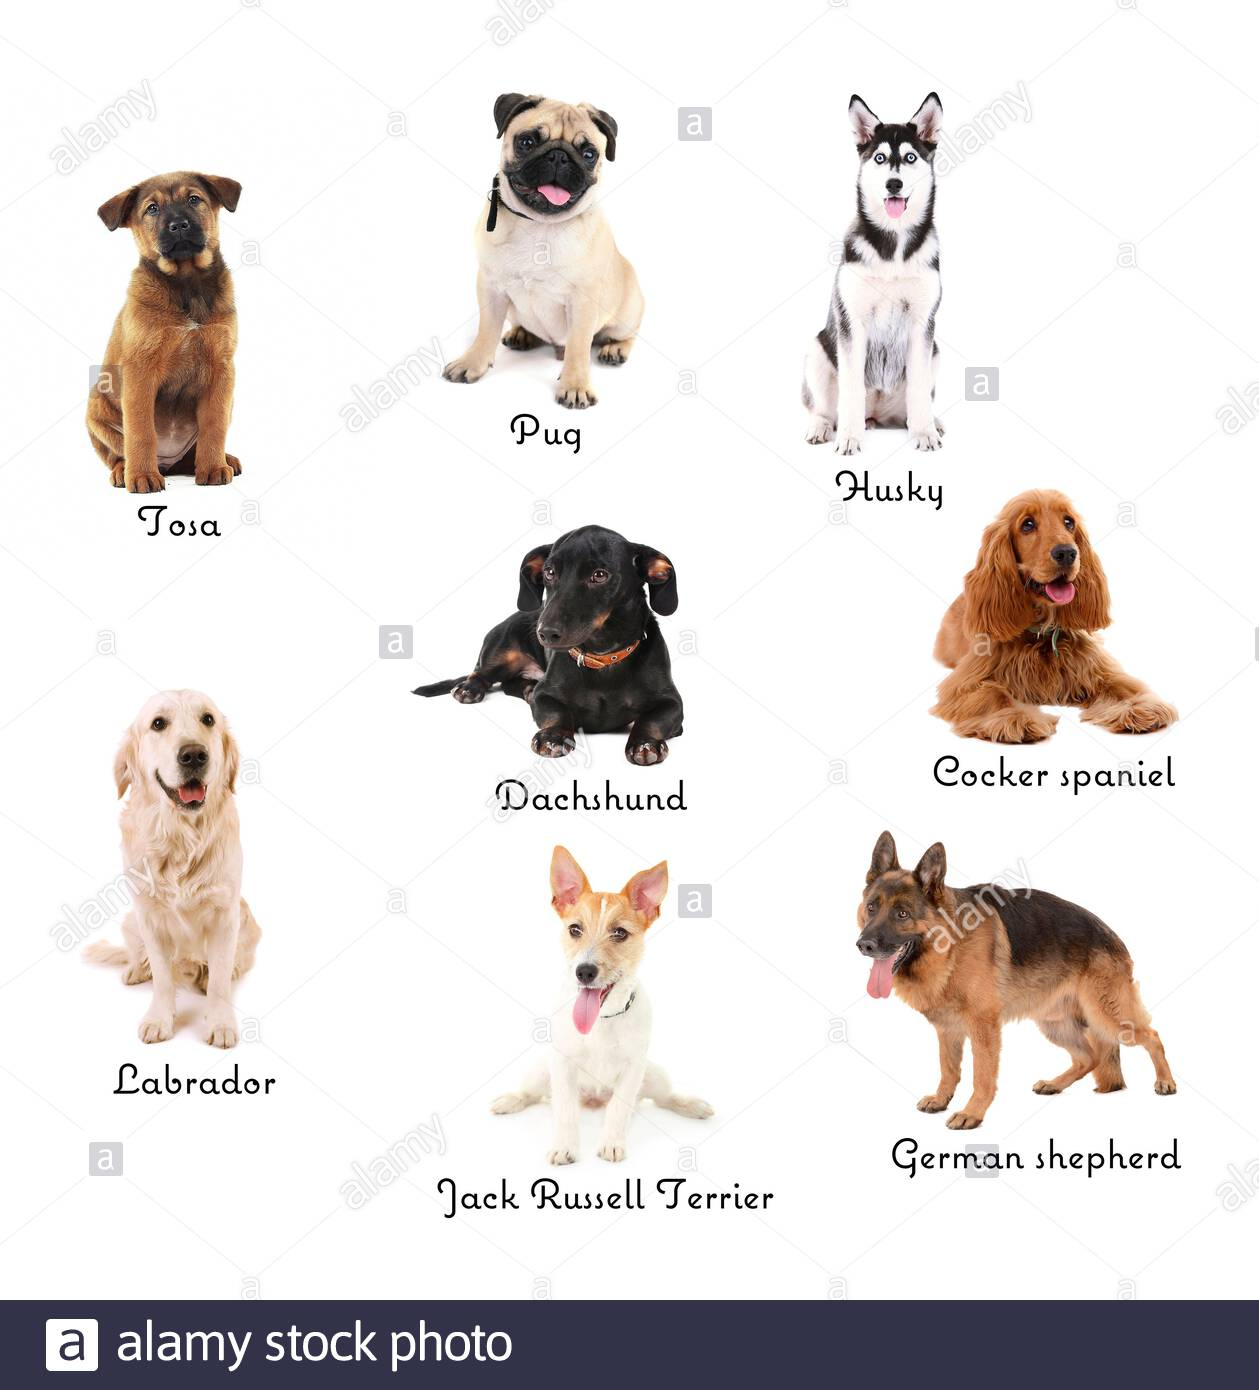 Pug
Husky
Tosa
Dachshund
Cocker spaniel
Labrador
Jack Russell Terrier
German shepherd
a alamy stock photo